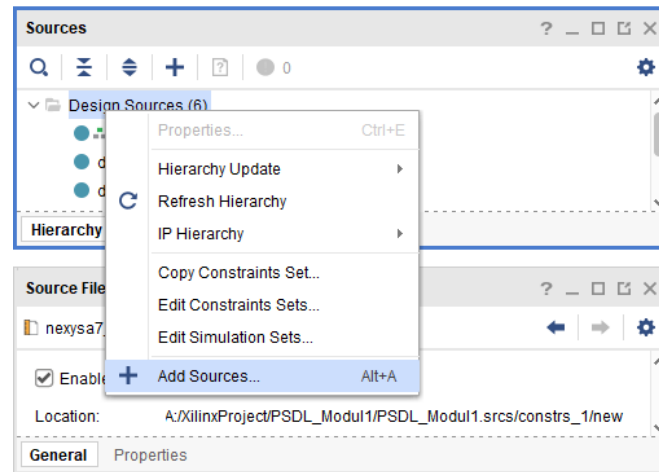 Sources
? 0
Design Sources (6)
d
d
Hierarchy
Properties... Ctrl+E
Hierarchy Update
Refresh Hierarchy
IP Hierarchy
Copy Constraints Set...
Edit Constraints Sets...
Edit Simulation Sets...
Add Sources... Alt+A
Source File
nexysa7_
Enable
Location: A:/XilinxProject/PSDL_Modul1/PSDL_Modul1.srcs/constrs_1/new
General Properties